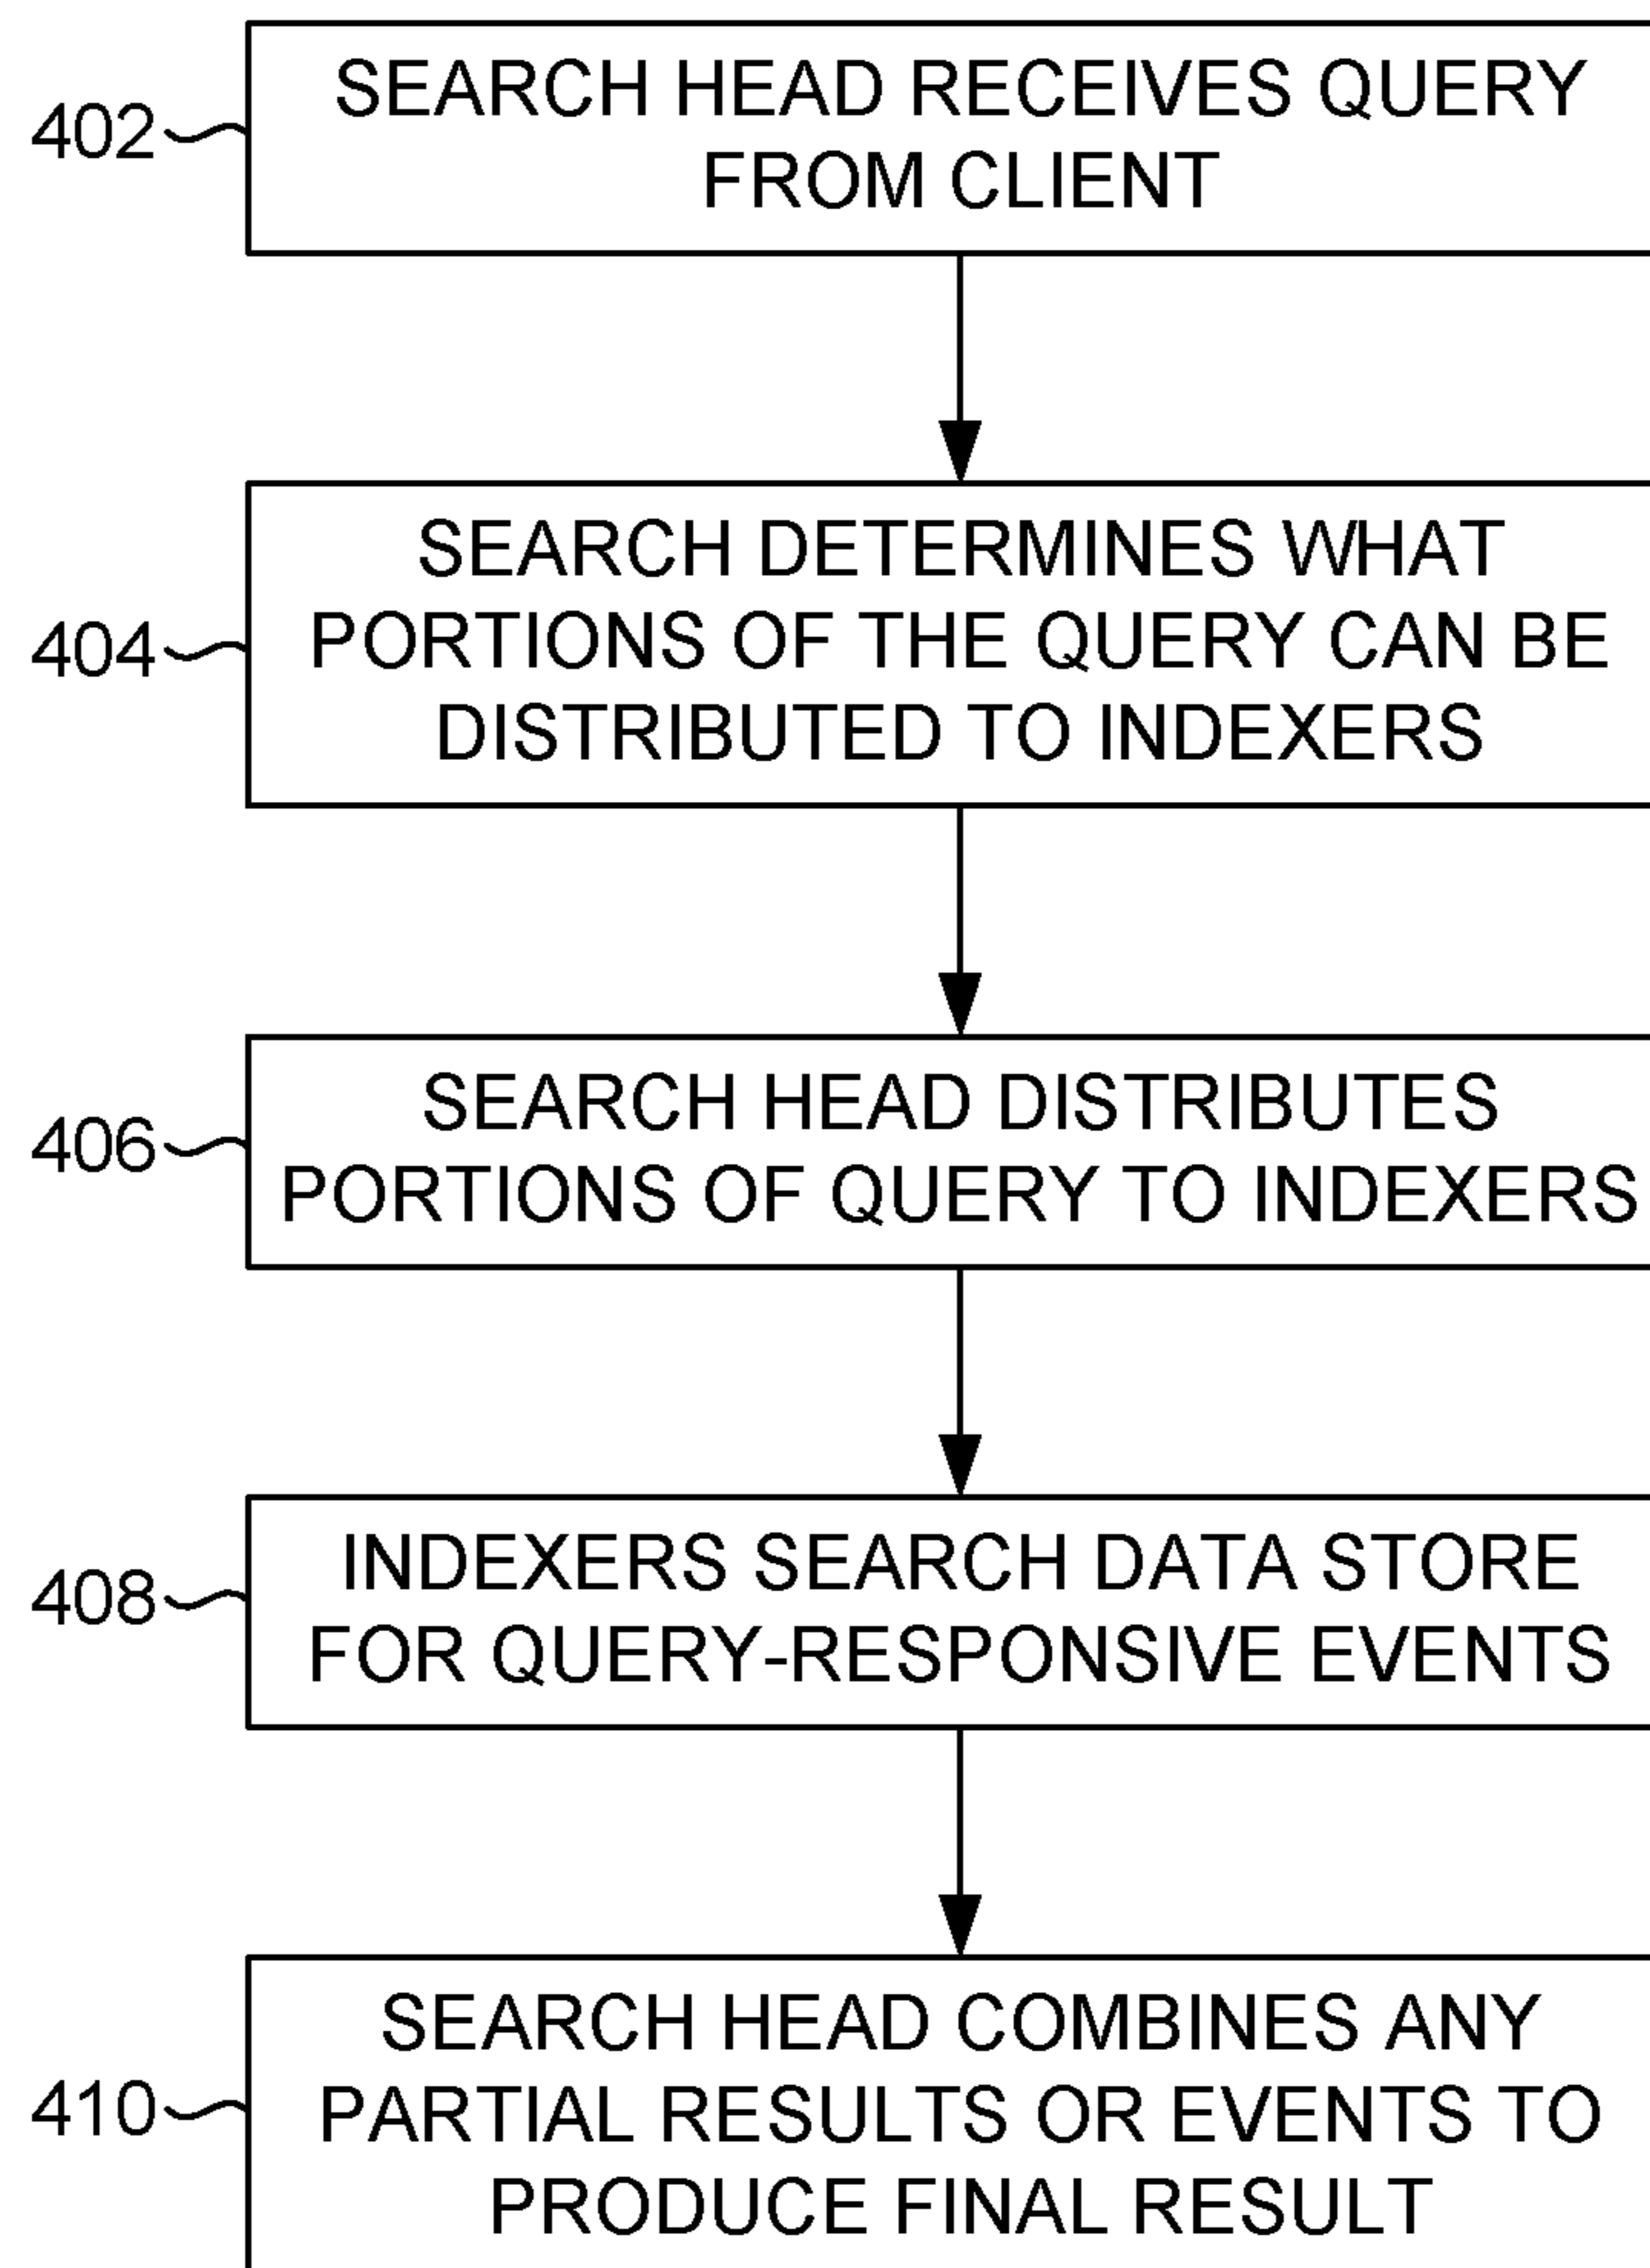 402
SEARCH HEAD RECEIVES QUERY
FROM CLIENT
404
SEARCH DETERMINES WHAT
PORTIONS OF THE QUERY CAN BE
DISTRIBUTED TO INDEXERS
406
SEARCH HEAD DISTRIBUTES
PORTIONS OF QUERY TO INDEXERS
408
INDEXERS SEARCH DATA STORE
FOR QUERY-RESPONSIVE EVENTS
410
SEARCH HEAD COMBINES ANY
PARTIAL RESULTS OR EVENTS TO
PRODUCE FINAL RESULT